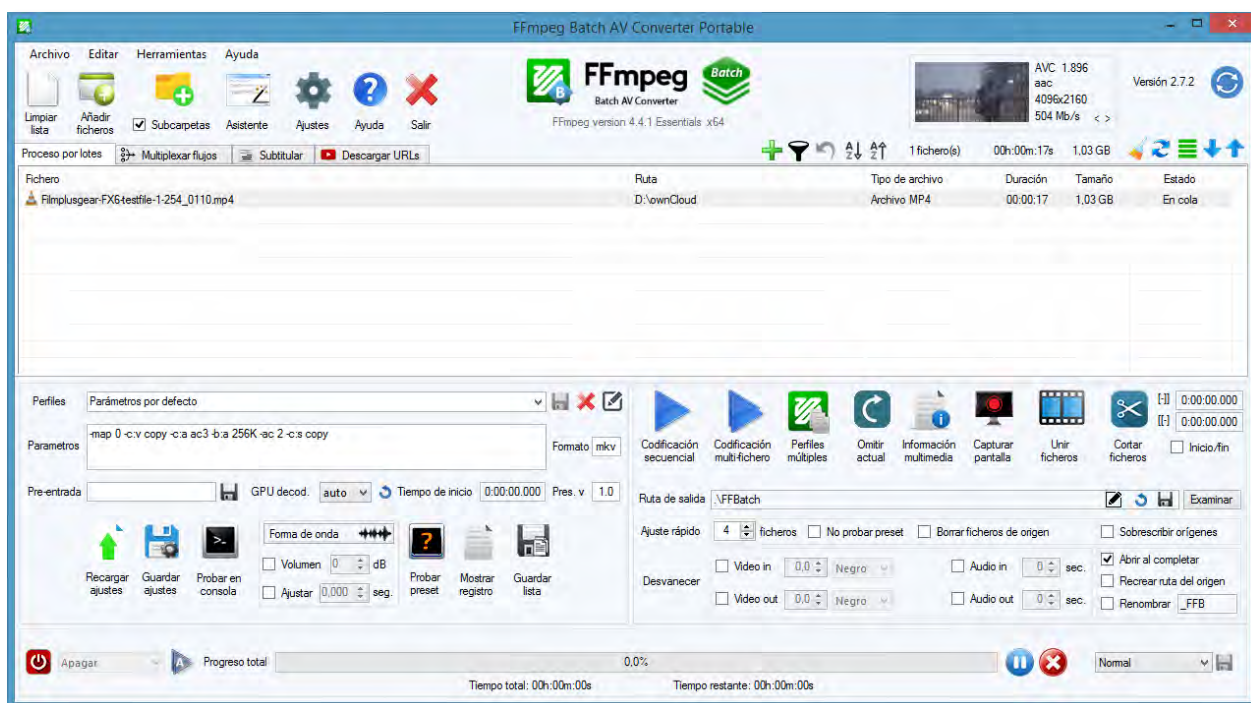 FFmpeg Batch AV Converter Portable
Archivo Editar Herramientas Ayuda
Limpiar lista
Añadir ficheros
Subcarpetas
Asistente
Ajustes
Ayuda
Salir
B
FFmpeg
Batch
Batch AV Converter
FFmpeg version 4.4.1 Essentials x64
AVC 1.896
aac
4096x2160
504 Mb/s < >
Versión 2.7.2
Proceso por lotes Multiplexar flujos Subtitular Descargar URLs
1 fichero(s) 00h:00m:17s 1,03 GB
Fichero Ruta Tipo de archivo Duración Tamaño Estado
Filmplusgear-FX6-testfile-1-254_0110.mp4 D:\ownCloud Archivo MP4 00:00:17 1,03 GB En cola
Perfiles Parámetros por defecto
Parametros -map 0 -c:v copy -c:a ac3 -b:a 256K -ac 2 -c:s copy Formato mkv
Pre-entrada GPU decod. auto Tiempo de inicio 0:00:00.000 Pres. v 1.0
Recargar ajustes
Guardar ajustes
Probar en consola
Forma de onda
Volumen 0 dB
Ajustar 0,000 seg.
Probar preset
Mostrar registro
Guardar lista
Codificación secuencial
Codificación multi-fichero
Perfiles múltiples
Omitir actual
Información multimedia
Capturar pantalla
Unir ficheros
Cortar ficheros
[-]] 0:00:00.000
[[-] 0:00:00.000
Inicio/fin
Ruta de salida .\FFBatch Examinar
Ajuste rápido 4 ficheros No probar preset Borrar ficheros de origen Sobrescribir orígenes
Desvanecer
Video in 0,0 Negro Audio in 0 sec.
Video out 0,0 Negro Audio out 0 sec.
Abrir al completar
Recrear ruta del origen
Renombrar _FFB
Apagar A Progreso total 0,0% Normal
Tiempo total: 00h:00m:00s Tiempo restante: 00h:00m:00s